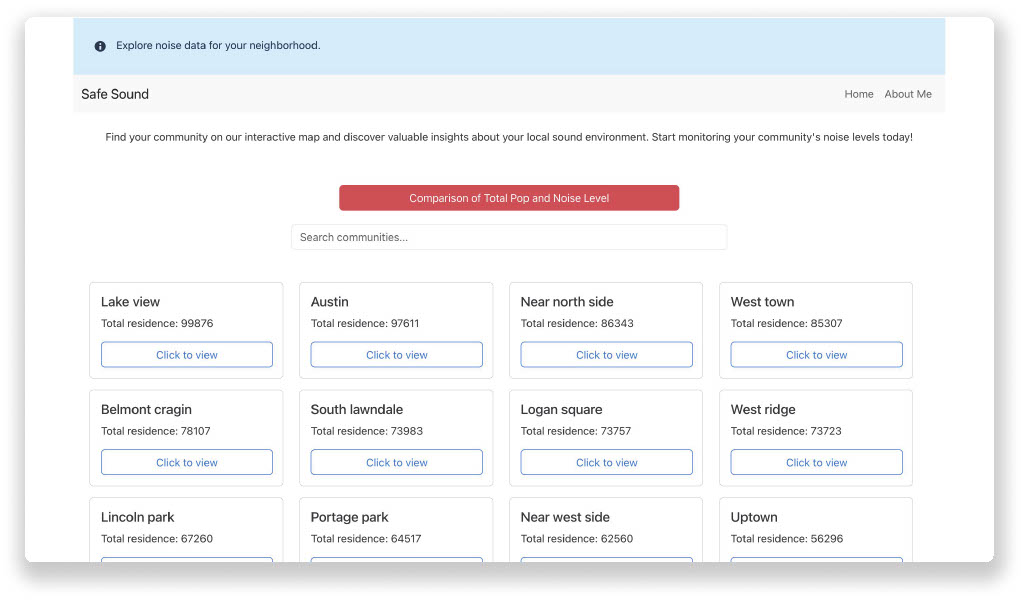 Explore noise data for your neighborhood.
Safe Sound
Home About Me
Find your community on our interactive map and discover valuable insights about your local sound environment. Start monitoring your community's noise levels today!
Comparison of Total Pop and Noise Level
Search communities...
Lake view
Total residence: 99876
Click to view
Austin
Total residence: 97611
Click to view
Near north side
Total residence: 86343
Click to view
West town
Total residence: 85307
Click to view
Belmont cragin
Total residence: 78107
Click to view
South lawndale
Total residence: 73983
Click to view
Logan square
Total residence: 73757
Click to view
West ridge
Total residence: 73723
Click to view
Lincoln park
Total residence: 67260
Portage park
Total residence: 64517
Near west side
Total residence: 62560
Uptown
Total residence: 56296